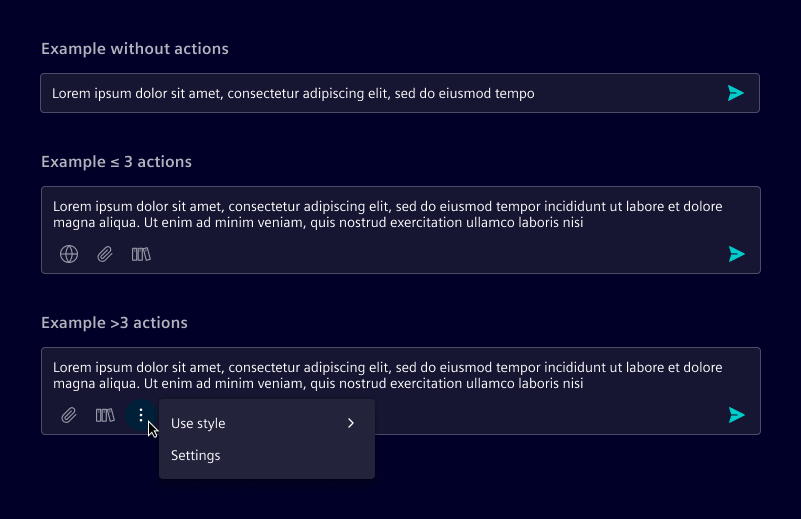 Example without actions
Lorem ipsum dolor sit amet, consectetur adipiscing elit, sed do eiusmod tempo
Example ≤ 3 actions
Lorem ipsum dolor sit amet, consectetur adipiscing elit, sed do eiusmod tempor incididunt ut labore et dolore
magna aliqua. Ut enim ad minim veniam, quis nostrud exercitation ullamco laboris nisi
Example >3 actions
Lorem ipsum dolor sit amet, consectetur adipiscing elit, sed do eiusmod tempor incididunt ut labore et dolore
magna aliqua. Ut enim ad minim veniam, quis nostrud exercitation ullamco laboris nisi
Use style
Settings